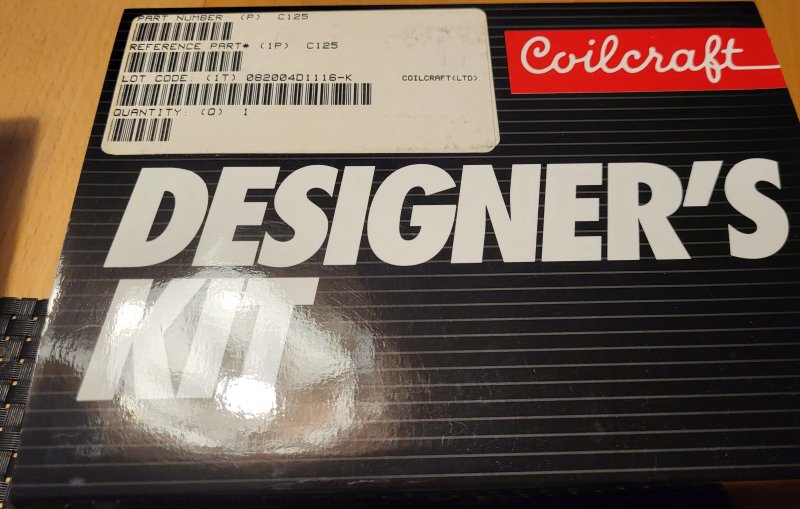 PART NUMBER (P) C125
REFERENCE PART# (1P) C125
LOT CODE: (1T) 082004D1116-K COILCRAFT(LTD)
QUANTITY: (Q) 1
Coilcraft
DESIGNER'S
KIT